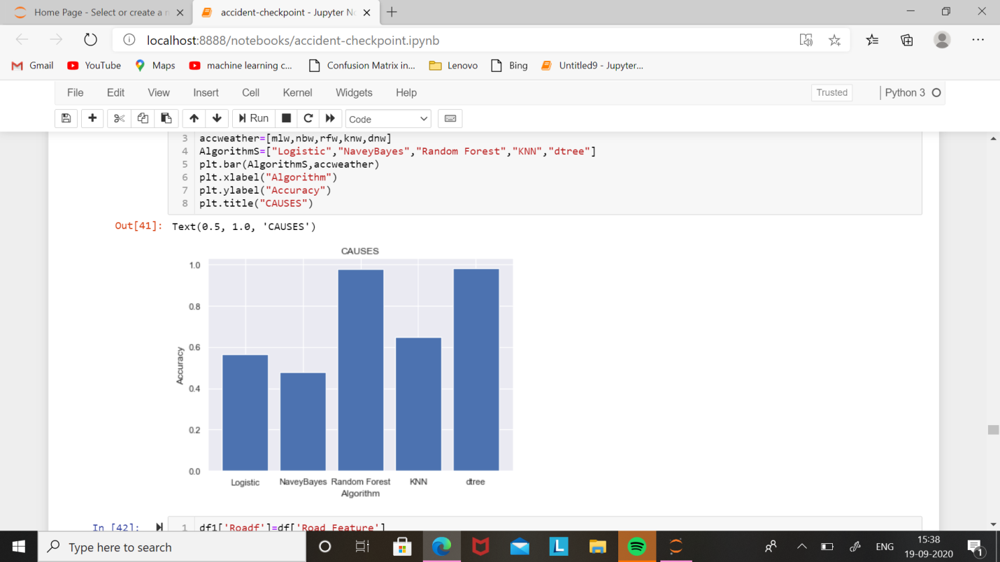 Home Page - Select or create a n
accident-checkpoint - Jupyter No
localhost:8888/notebooks/accident-checkpoint.ipynb
Gmail YouTube Maps machine learning c... Confusion Matrix in... Lenovo Bing Untitled9 - Jupyter...
File Edit View Insert Cell Kernel Widgets Help Trusted Python 3
Run Code
3 accweather=[mlw,nbw,rfw,knw,dnw]
4 AlgorithmS=["Logistic","NaveyBayes","Random Forest","KNN","dtree"]
5 plt.bar(AlgorithmS,accweather)
6 plt.xlabel("Algorithm")
7 plt.ylabel("Accuracy")
8 plt.title("CAUSES")
Out[41]: Text(0.5, 1.0, 'CAUSES')
CAUSES
1.0
0.8
0.6
0.4
0.2
0.0
Accuracy
Logistic NaveyBayes Random Forest KNN dtree
Algorithm
In [42]: 1 df1['Roadf']=df['Road Feature']
Type here to search
L
ENG
15:38
19-09-2020
1